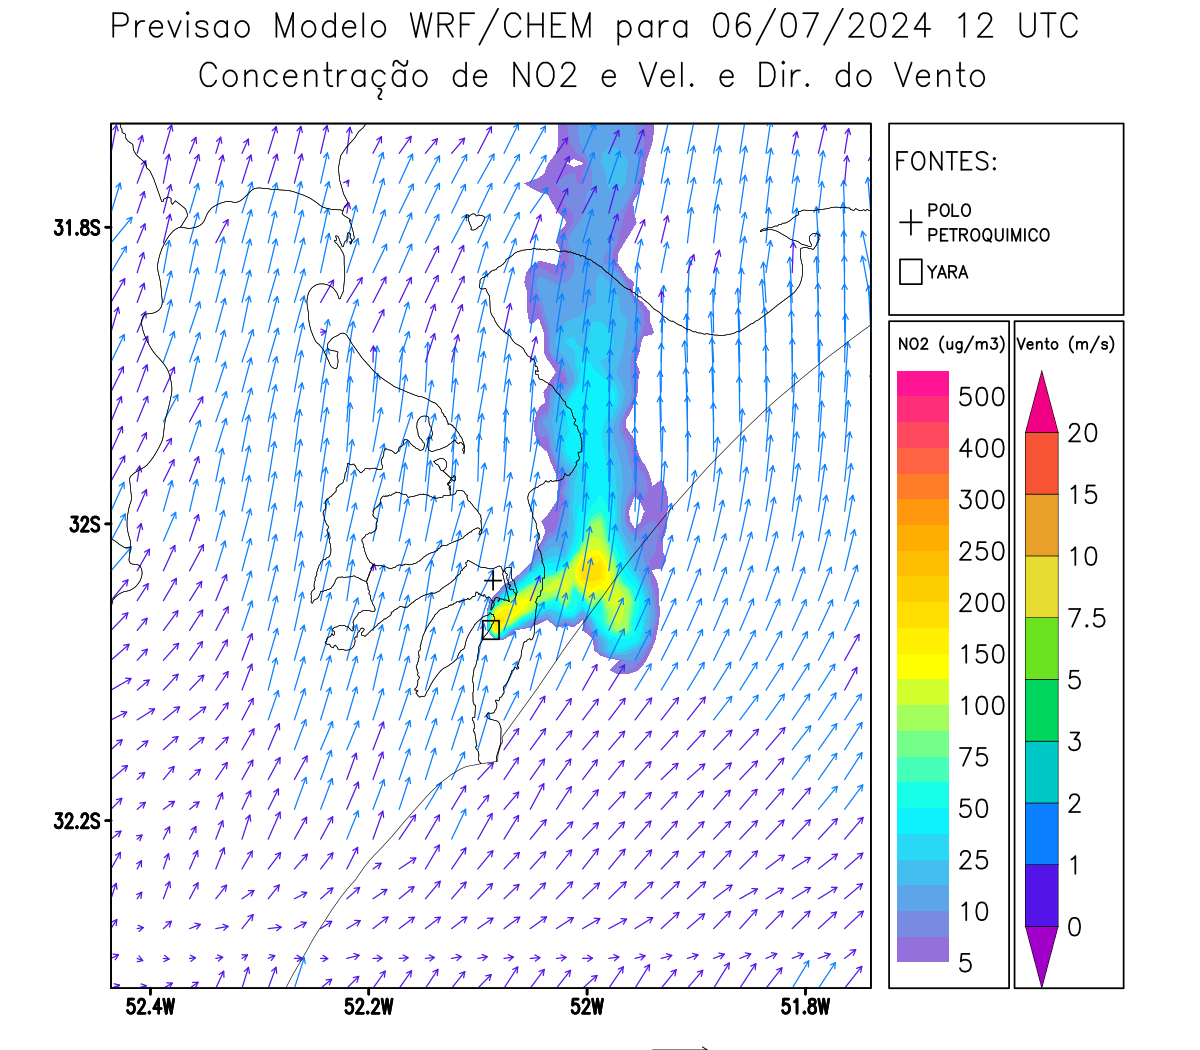 Previsao Modelo WRF/CHEM para 06/07/2024 12 UTC
Concentração de NO2 e Vel. e Dir. do Vento
FONTES:
POLO
PETROQUIMICO
YARA
31.8S
32S
32.2S
52.4W
52.2W
52W
51.8W
NO2 (ug/m3)
500
400
300
250
200
150
100
75
50
25
10
5
Vento (m/s)
20
15
10
7.5
5
3
2
1
0